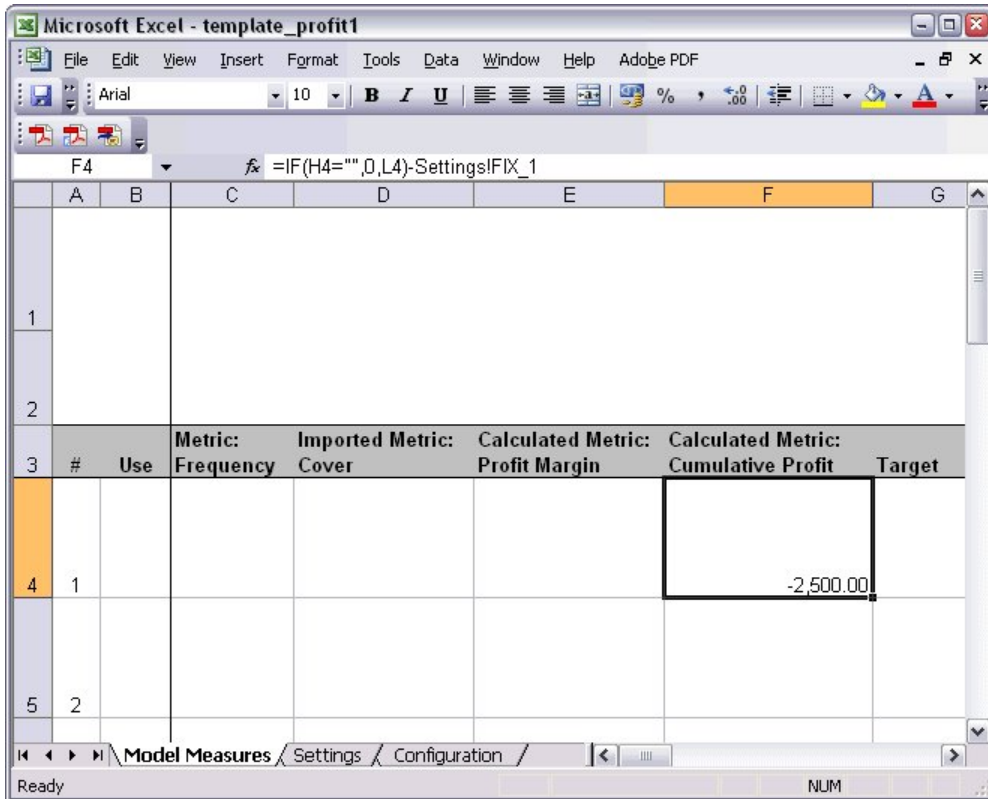 Microsoft Excel - template_profit1
File Edit View Insert Format Tools Data Window Help Adobe PDF
Arial 10 B I U % ,
F4 fx =IF(H4="",0,L4)-Settings!FIX_1
A B C D E F G
1
2
3 # Use Metric: Frequency Imported Metric: Cover Calculated Metric: Profit Margin Calculated Metric: Cumulative Profit Target
4 1 -2,500.00
5 2
Model Measures Settings Configuration
Ready NUM